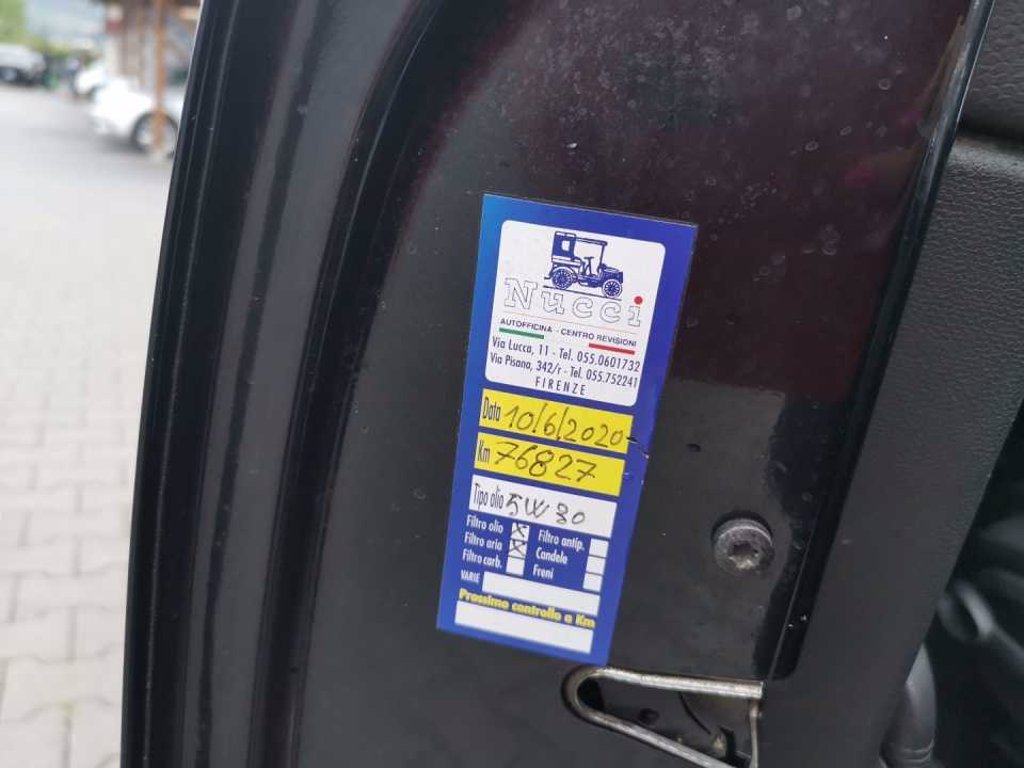 Nucci
AUTOFFICINA - CENTRO REVISIONI
Via Lucca, 11 - Tel. 055.0601732
Via Pisana, 342/r - Tel. 055.752241
FIRENZE
Data 10/6/2020
Km 76827
Tipo olio 5W30
Filtro olio Filtro antip.
Filtro aria Candele
Filtro carb. Freni
VARIE
Prossimo controllo a Km